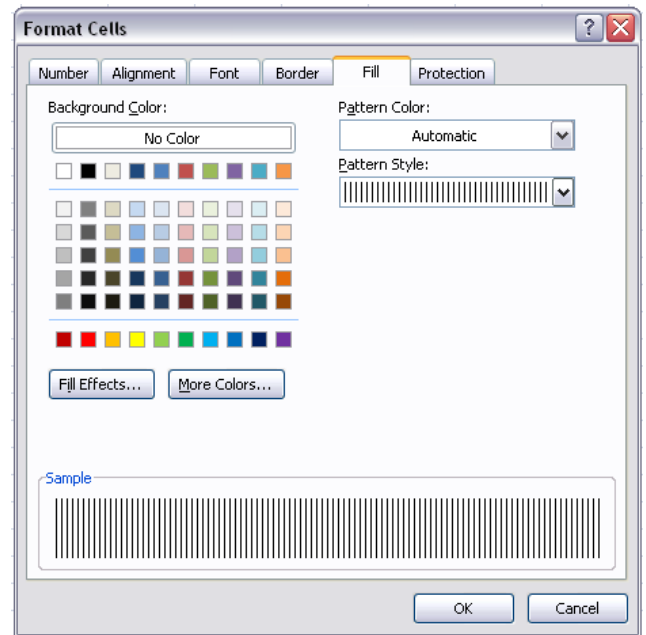 Format Cells
Number Alignment Font Border Fill Protection
Background Color:
No Color
Pattern Color:
Automatic
Pattern Style:
Fill Effects... More Colors...
Sample
OK Cancel